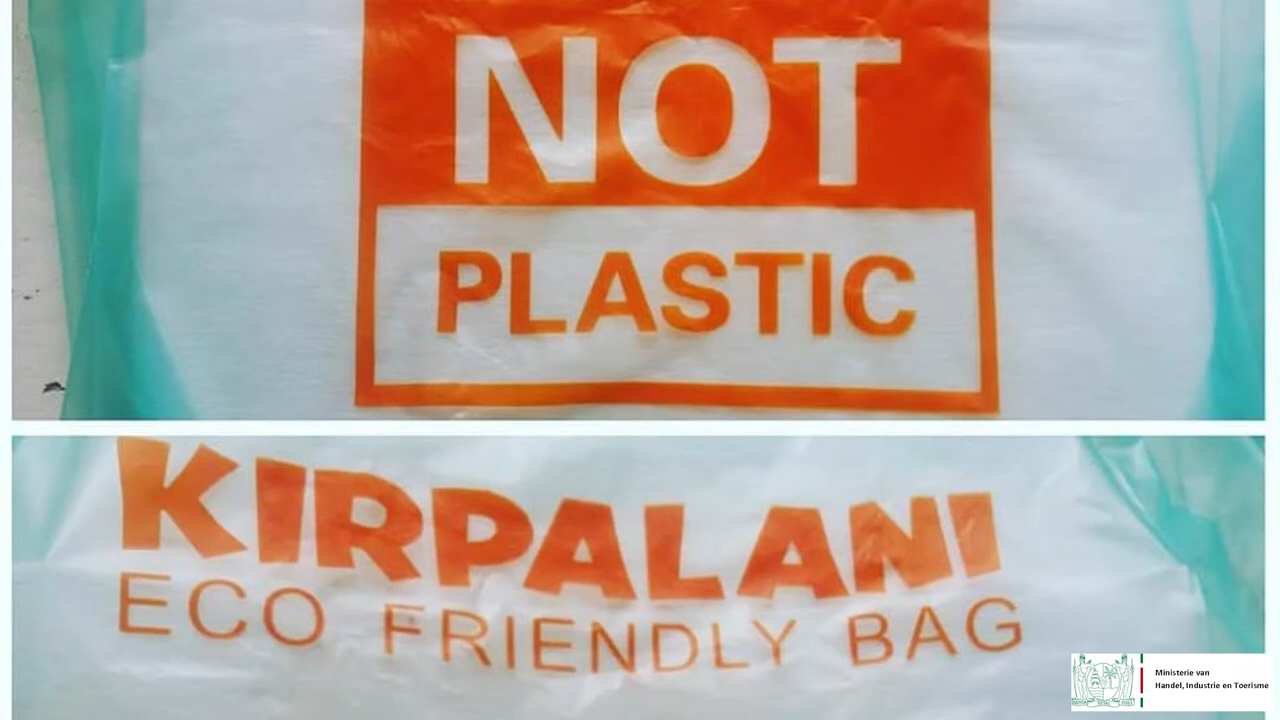 NOT
PLASTIC
KIRPALANI
ECO FRIENDLY BAG
Ministerie van
Handel, Industrie en Toerisme